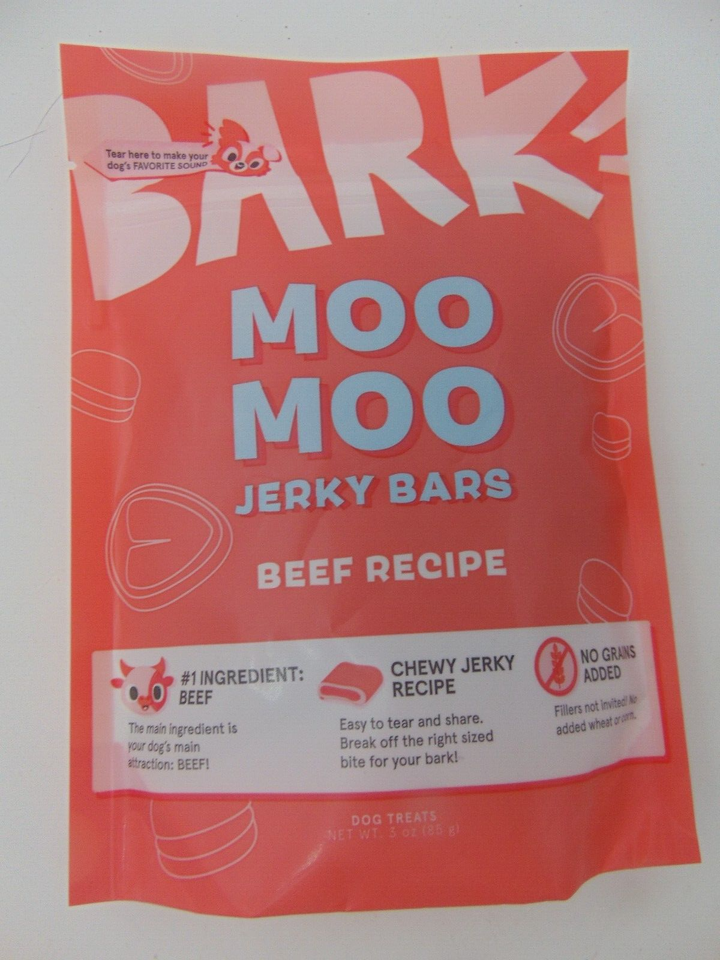 BARK
Tear here to make your
dog's FAVORITE SOUND
MOO
MOO
JERKY BARS
BEEF RECIPE
#1 INGREDIENT:
BEEF
The main ingredient is
your dog's main
attraction: BEEF!
CHEWY JERKY
RECIPE
Easy to tear and share.
Break off the right sized
bite for your bark!
NO GRAINS
ADDED
Fillers not invited! No
added wheat or corn.
DOG TREATS
NET WT. 3 oz (85 g)